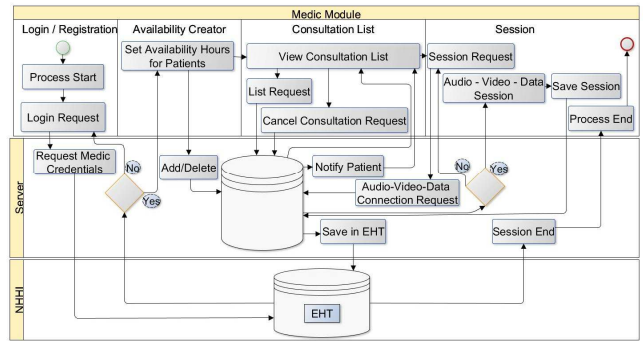 Medic Module
Login / Registration
Availability Creator
Consultation List
Session
Process Start
Login Request
Set Availability Hours
for Patients
View Consultation List
List Request
Cancel Consultation Request
Session Request
Audio - Video - Data
Session
Save Session
Process End
Server
Request Medic
Credentials
No
Yes
Add/Delete
Notify Patient
Audio-Video-Data
Connection Request
No
Yes
Save in EHT
Session End
NHHI
EHT